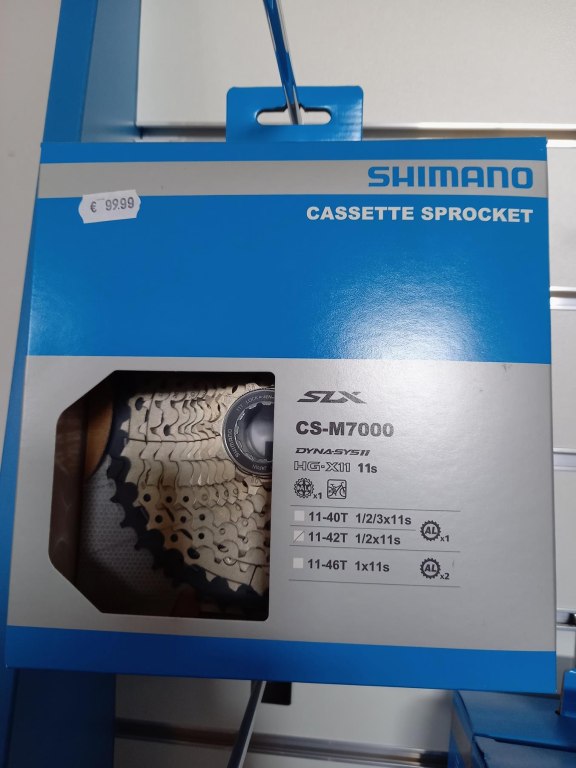 SHIMANO
€ 99.99
CASSETTE SPROCKET
SLX
CS-M7000
DYNA-SYS11
HG-X11 11s
x1
11-40T 1/2/3x11s
11-42T 1/2x11s
AL x1
11-46T 1x11s
AL x2